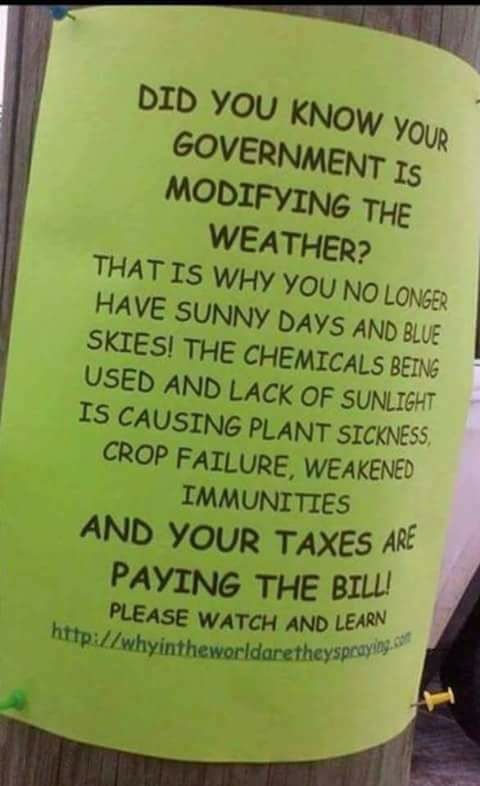 DID YOU KNOW YOUR
GOVERNMENT IS
MODIFYING THE
WEATHER?
THAT IS WHY YOU NO LONGER
HAVE SUNNY DAYS AND BLUE
SKIES! THE CHEMICALS BEING
USED AND LACK OF SUNLIGHT
IS CAUSING PLANT SICKNESS,
CROP FAILURE, WEAKENED
IMMUNITIES
AND YOUR TAXES ARE
PAYING THE BILL!
PLEASE WATCH AND LEARN
http://whyintheworldaretheyspraying.com